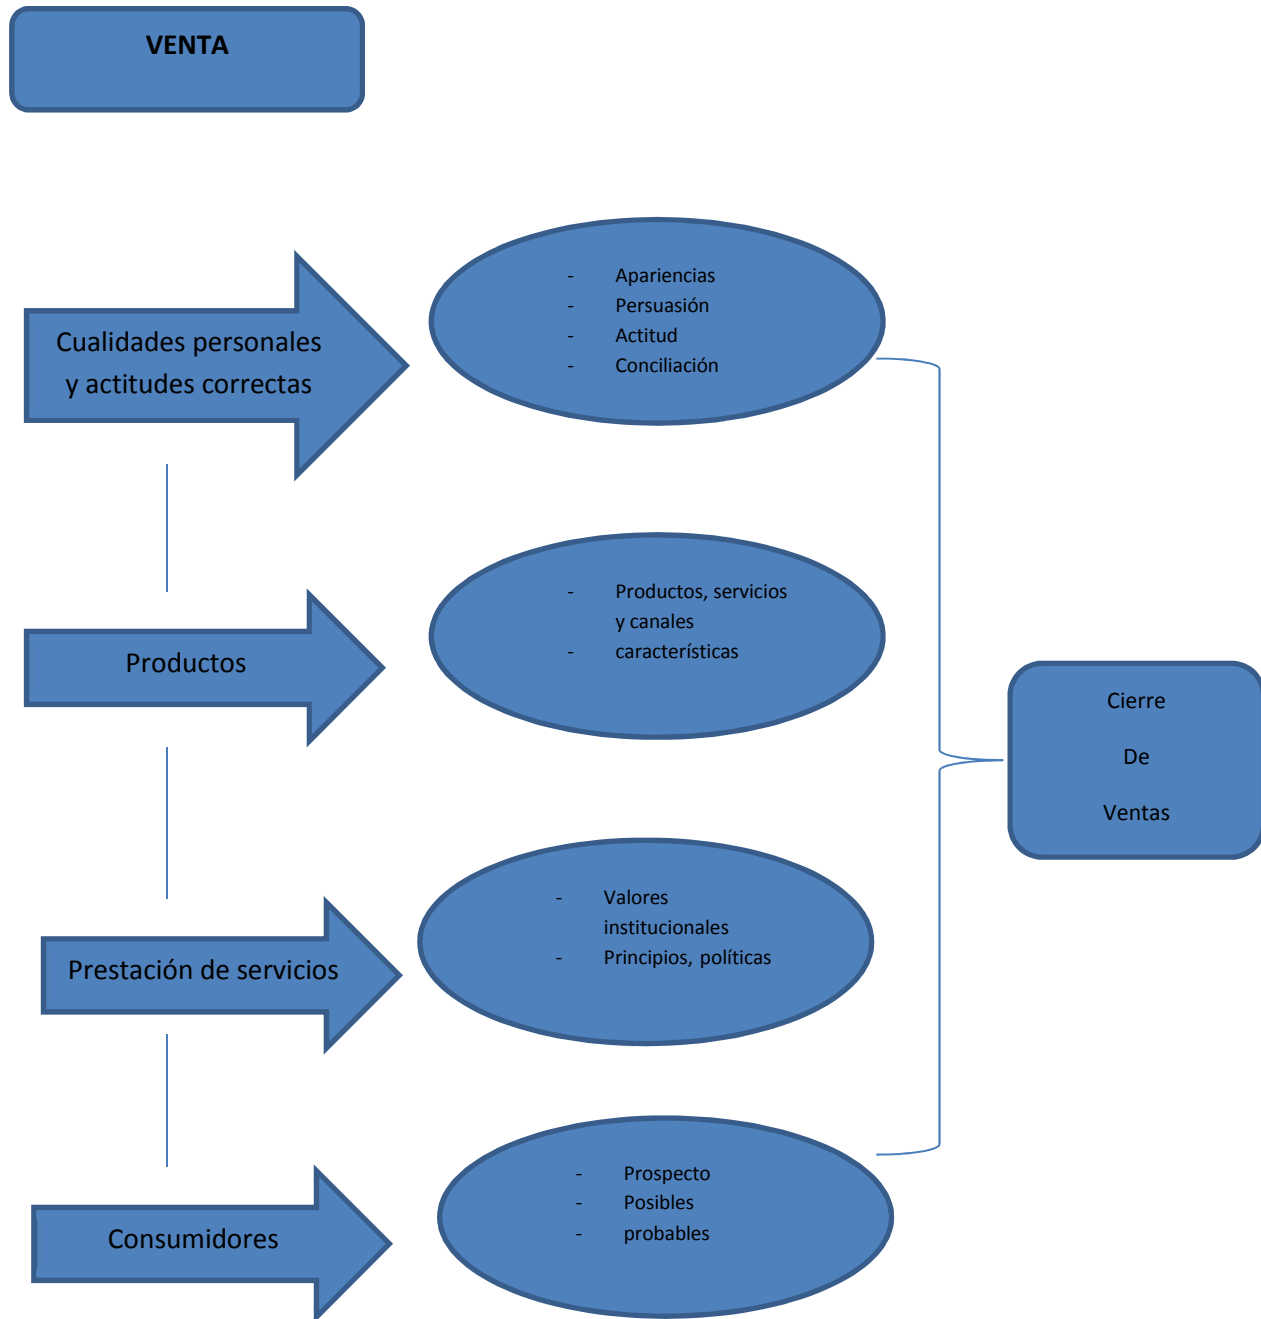 VENTA
Cualidades personales
y actitudes correctas
- Apariencias
- Persuasión
- Actitud
- Conciliación
Productos
- Productos, servicios
y canales
- características
Prestación de servicios
- Valores
institucionales
- Principios, políticas
Consumidores
- Prospecto
- Posibles
- probables
Cierre
De
Ventas